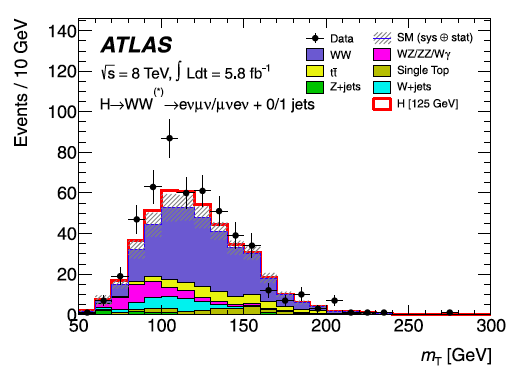 Events / 10 GeV
140
120
100
80
60
40
20
0
ATLAS
√s = 8 TeV, ∫ Ldt = 5.8 fb⁻¹
H→WW⁽*⁾→eνμν/μνeν + 0/1 jets
Data
SM (sys ⊕ stat)
WW
WZ/ZZ/Wγ
tt̄
Single Top
Z+jets
W+jets
H [125 GeV]
50 100 150 200 250 300
m_T [GeV]